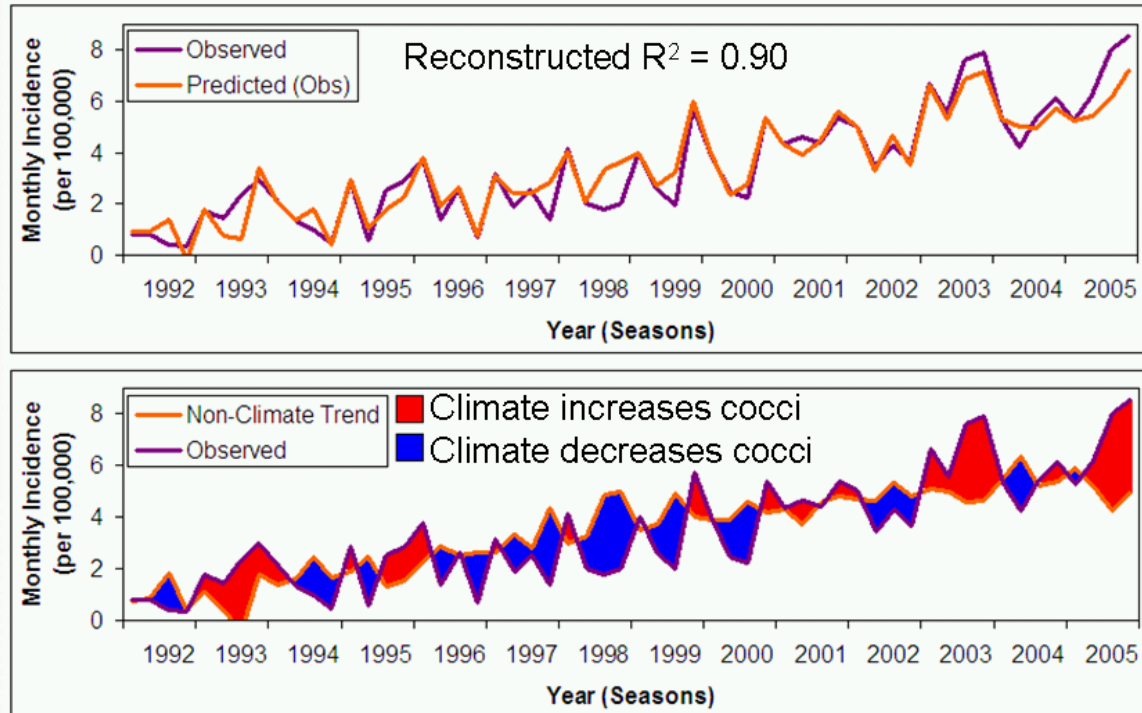 Observed
Predicted (Obs)
Reconstructed R² = 0.90
Monthly Incidence
(per 100,000)
8
6
4
2
0
1992 1993 1994 1995 1996 1997 1998 1999 2000 2001 2002 2003 2004 2005
Year (Seasons)
Non-Climate Trend
Observed
Climate increases cocci
Climate decreases cocci
Monthly Incidence
(per 100,000)
8
6
4
2
0
1992 1993 1994 1995 1996 1997 1998 1999 2000 2001 2002 2003 2004 2005
Year (Seasons)